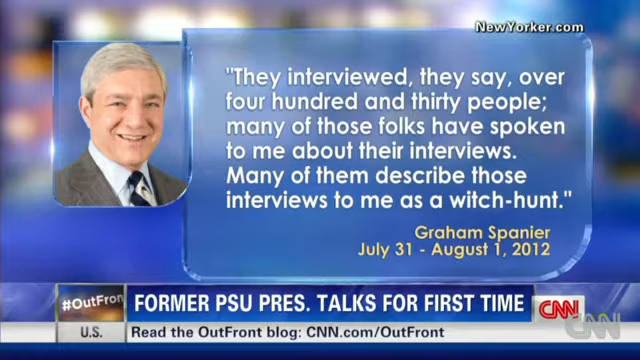 NewYorker.com
"They interviewed, they say, over
four hundred and thirty people;
many of those folks have spoken
to me about their interviews.
Many of them describe those
interviews to me as a witch-hunt."
Graham Spanier
July 31 - August 1, 2012
#OutFront
FORMER PSU PRES. TALKS FOR FIRST TIME
CNN
CNN
U.S.
Read the OutFront blog: CNN.com/OutFront